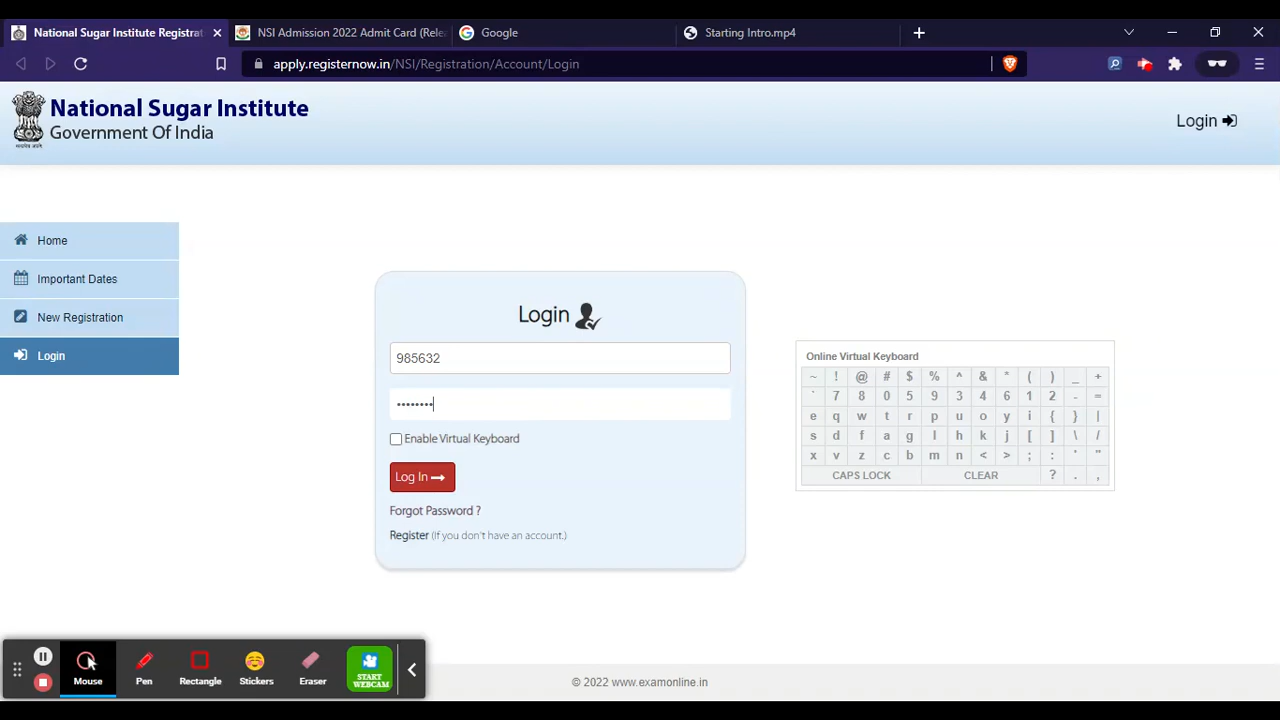 National Sugar Institute Registrat
NSI Admission 2022 Admit Card (Rele
Google
Starting Intro.mp4
apply.registernow.in/NSI/Registration/Account/Login
National Sugar Institute
Government Of India
Login
Home
Important Dates
New Registration
Login
Login
985632
••••••••
Enable Virtual Keyboard
Log In
Forgot Password ?
Register (If you don't have an account.)
Online Virtual Keyboard
~ ! @ # $ % ^ & * ( ) _ +
` 7 8 0 5 9 3 4 6 1 2 - =
e q w t r p u o y i { } |
s d f a g l h k j [ ] \ /
x v z c b m n < > ; : ' "
CAPS LOCK CLEAR ? . ,
Mouse
Pen
Rectangle
Stickers
Eraser
START
WEBCAM
© 2022 www.examonline.in